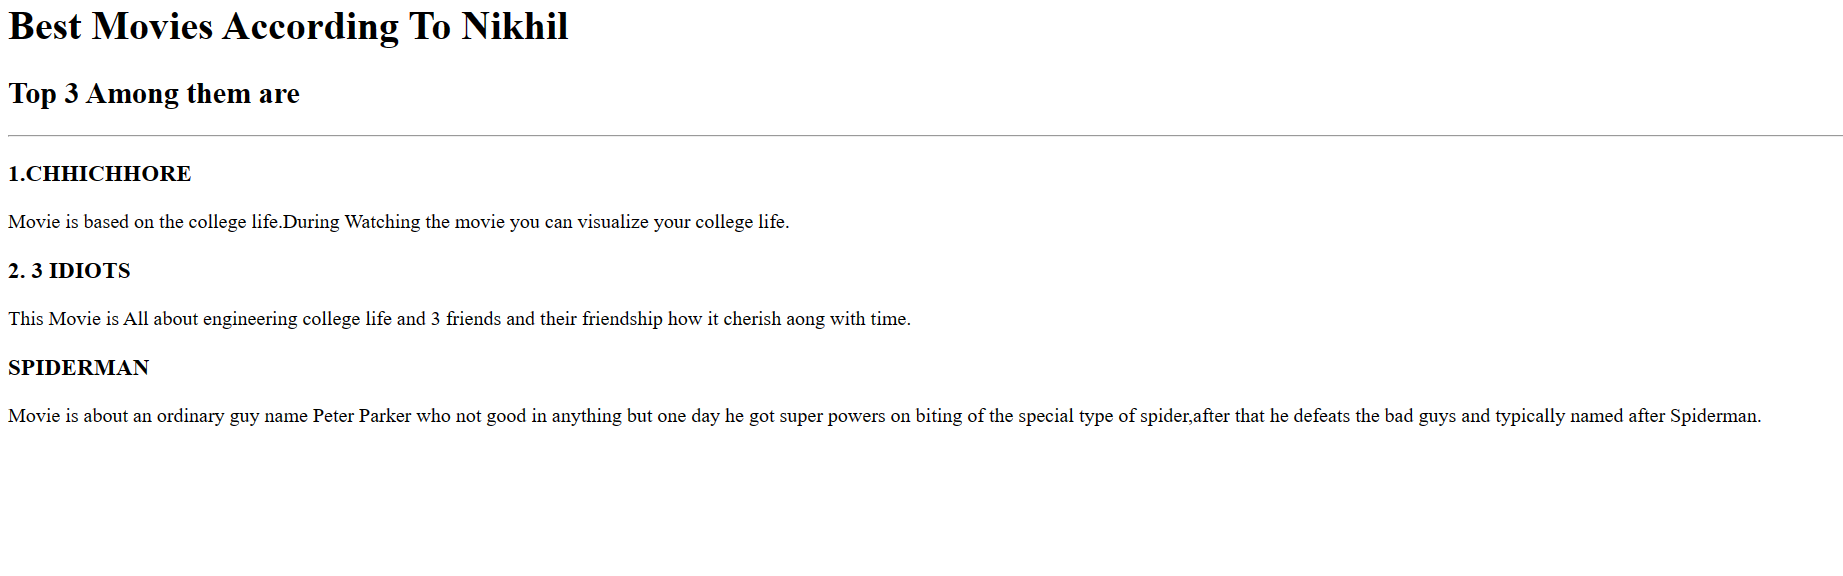 Best Movies According To Nikhil
Top 3 Among them are
1.CHHICHHORE
Movie is based on the college life.During Watching the movie you can visualize your college life.
2. 3 IDIOTS
This Movie is All about engineering college life and 3 friends and their friendship how it cherish aong with time.
SPIDERMAN
Movie is about an ordinary guy name Peter Parker who not good in anything but one day he got super powers on biting of the special type of spider,after that he defeats the bad guys and typically named after Spiderman.